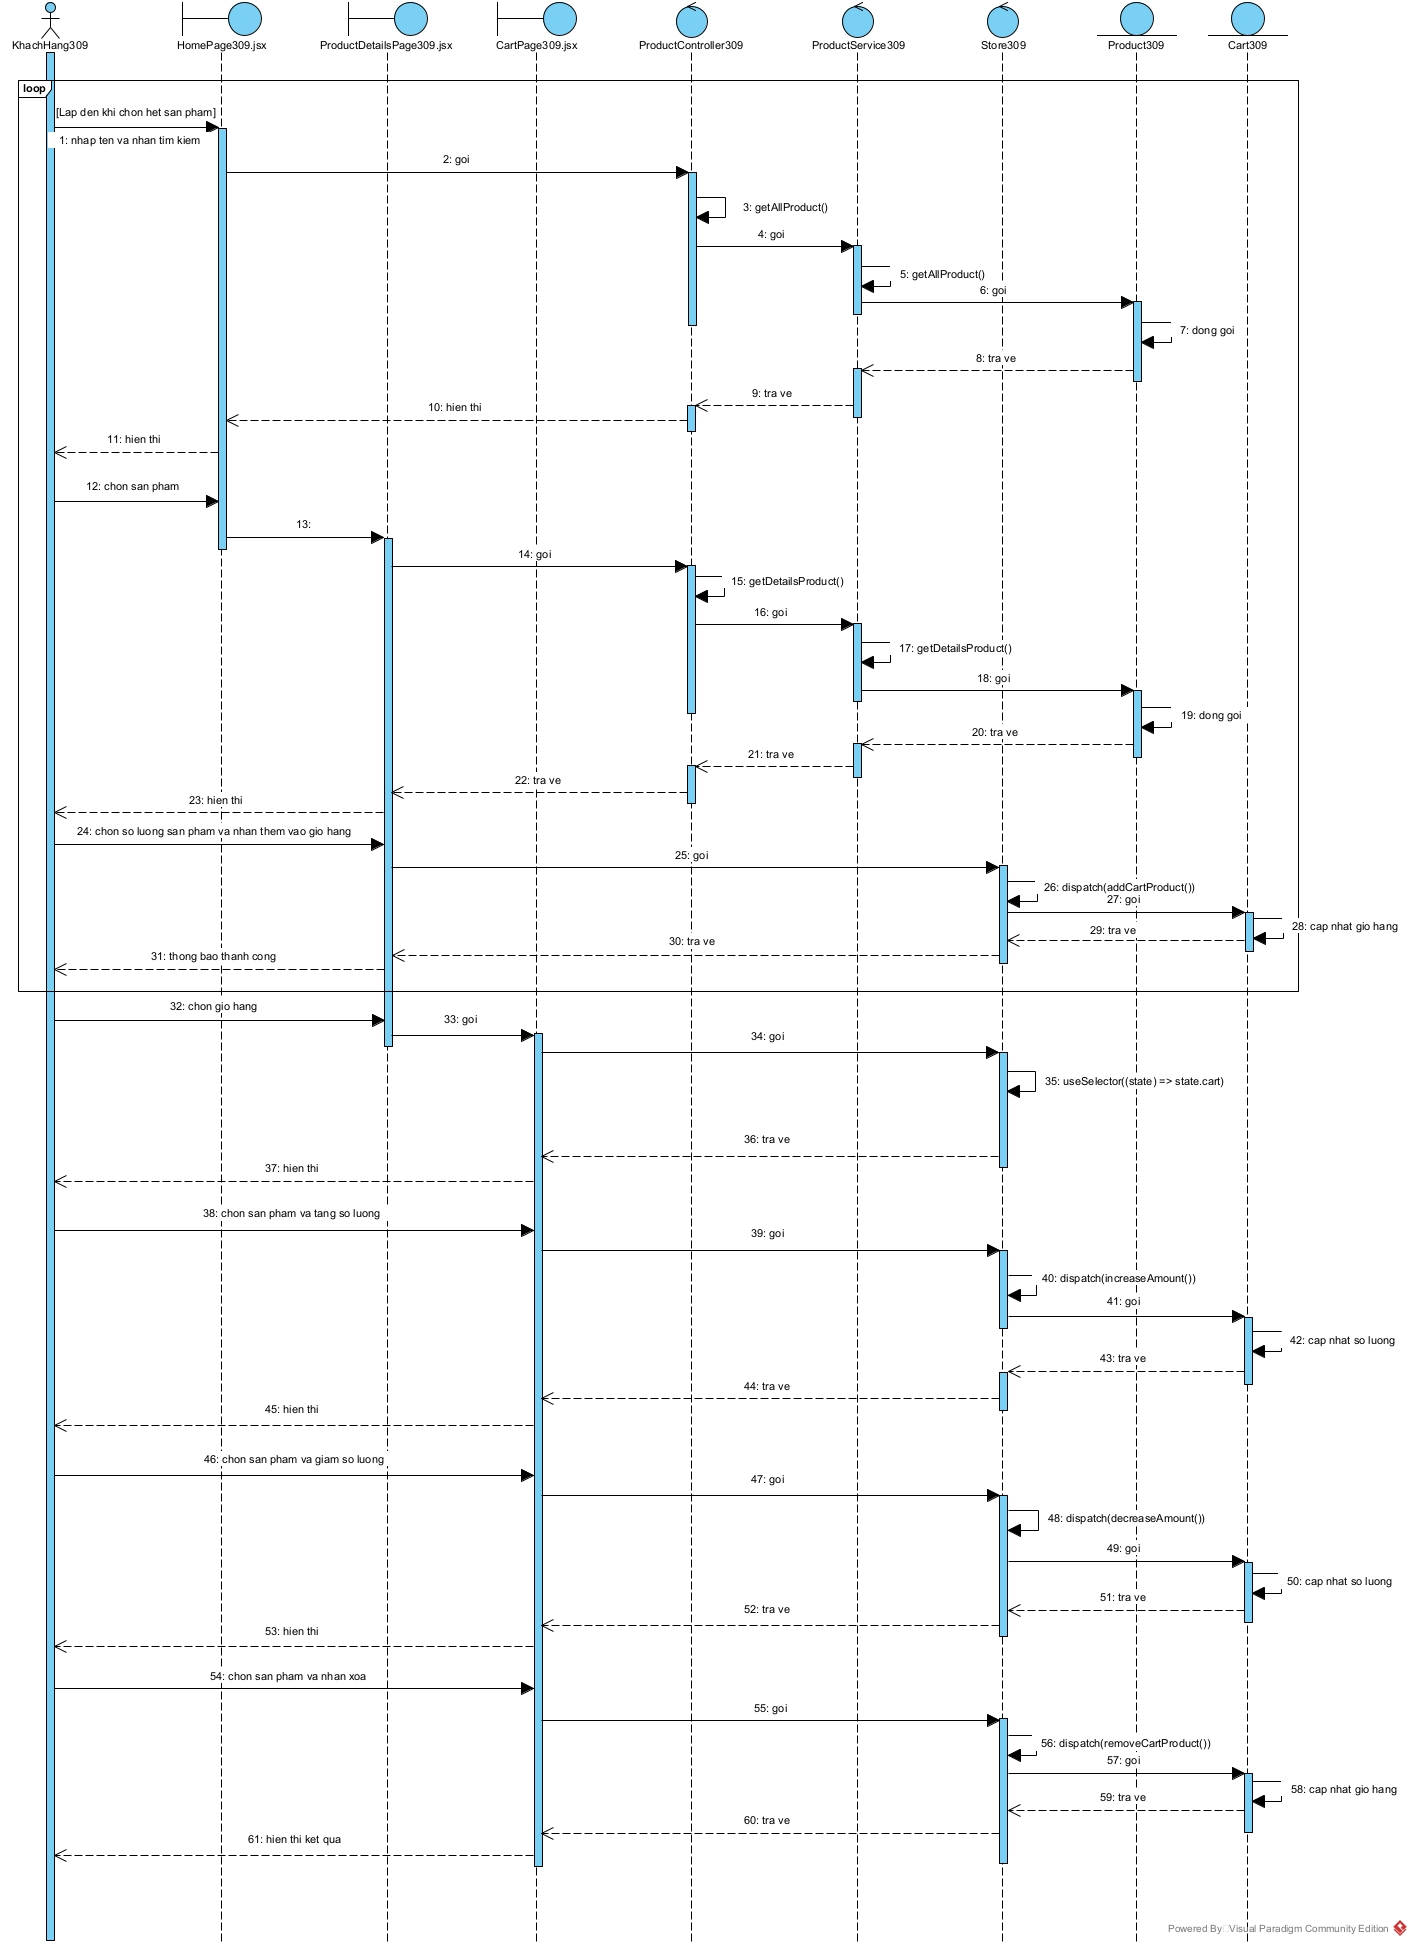 KhachHang309
HomePage309.jsx
ProductDetailsPage309.jsx
CartPage309.jsx
ProductController309
ProductService309
Store309
Product309
Cart309
loop
[Lap den khi chon het san pham]
1: nhap ten va nhan tim kiem
2: goi
3: getAllProduct()
4: goi
5: getAllProduct()
6: goi
7: dong goi
8: tra ve
9: tra ve
10: hien thi
11: hien thi
12: chon san pham
13:
14: goi
15: getDetailsProduct()
16: goi
17: getDetailsProduct()
18: goi
19: dong goi
20: tra ve
21: tra ve
22: tra ve
23: hien thi
24: chon so luong san pham va nhan them vao gio hang
25: goi
26: dispatch(addCartProduct())
27: goi
28: cap nhat gio hang
29: tra ve
30: tra ve
31: thong bao thanh cong
32: chon gio hang
33: goi
34: goi
35: useSelector((state) => state.cart)
36: tra ve
37: hien thi
38: chon san pham va tang so luong
39: goi
40: dispatch(increaseAmount())
41: goi
42: cap nhat so luong
43: tra ve
44: tra ve
45: hien thi
46: chon san pham va giam so luong
47: goi
48: dispatch(decreaseAmount())
49: goi
50: cap nhat so luong
51: tra ve
52: tra ve
53: hien thi
54: chon san pham va nhan xoa
55: goi
56: dispatch(removeCartProduct())
57: goi
58: cap nhat gio hang
59: tra ve
60: tra ve
61: hien thi ket qua
Powered By Visual Paradigm Community Edition